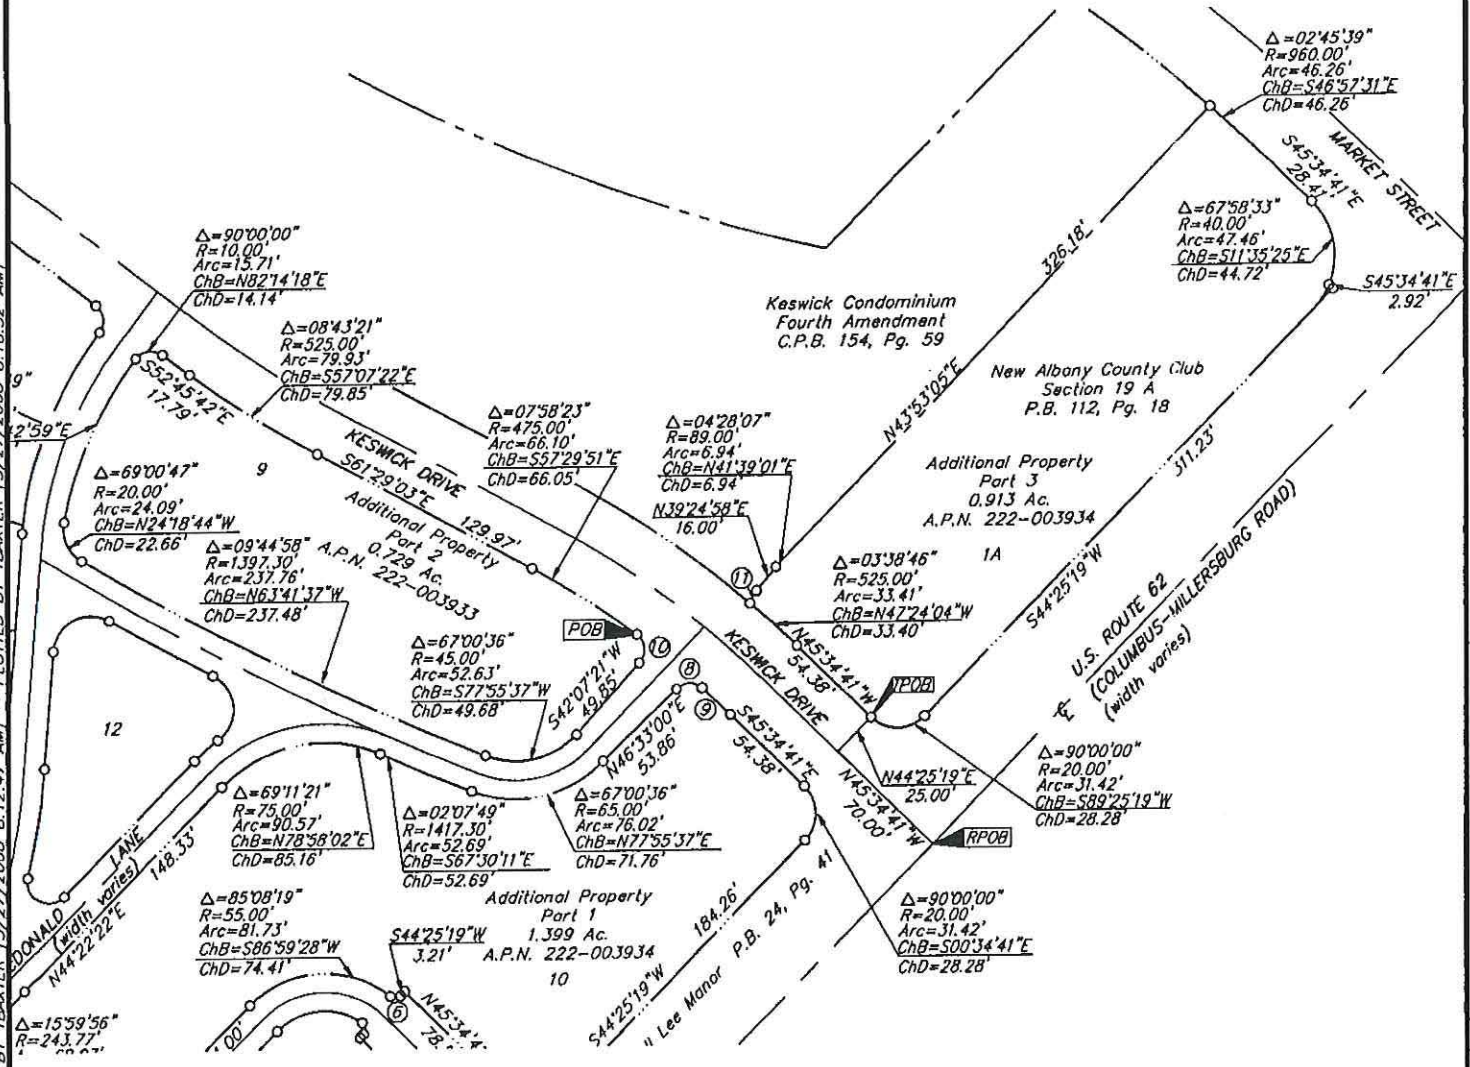 Δ=02°45'39"
R=960.00'
Arc=46.26'
ChB=S46°57'31"E
ChD=46.26'
MARKET STREET
S45°34'41"E
28.41'
Δ=67°58'33"
R=40.00'
Arc=47.46'
ChB=S11°35'25"E
ChD=44.72'
S45°34'41"E
2.92'
Δ=90°00'00"
R=10.00'
Arc=15.71'
ChB=N82°14'18"E
ChD=14.14'
326.18'
N43°53'05"E
Keswick Condominium
Fourth Amendment
C.P.B. 154, Pg. 59
Δ=08°43'21"
R=525.00'
Arc=79.93'
ChB=S57°07'22"E
ChD=79.85'
S52°45'42"E
17.79'
9"
2'59"E
New Albany County Club
Section 19 A
P.B. 112, Pg. 18
Δ=07°58'23"
R=475.00'
Arc=66.10'
ChB=S57°29'51"E
ChD=66.05'
Δ=04°28'07"
R=89.00'
Arc=6.94'
ChB=N41°39'01"E
ChD=6.94'
N39°24'58"E
16.00'
KESWICK DRIVE
S61°29'03"E
129.97'
9
Additional Property
Part 2
0.729 Ac.
A.P.N. 222-003933
Δ=69°00'47"
R=20.00'
Arc=24.09'
ChB=N24°18'44"W
ChD=22.66'
Additional Property
Part 3
0.913 Ac.
A.P.N. 222-003934
1A
311.23'
S44°25'19"W
Δ=09°44'58"
R=1397.30'
Arc=237.76'
ChB=N63°41'37"W
ChD=237.48'
11
Δ=03°38'46"
R=525.00'
Arc=33.41'
ChB=N47°24'04"W
ChD=33.40'
U.S. ROUTE 62
(COLUMBUS-MILLERSBURG ROAD)
(width varies)
POB
10
Δ=67°00'36"
R=45.00'
Arc=52.63'
ChB=S77°55'37"W
ChD=49.68'
S42°07'21"W
49.85'
8
9
KESWICK DRIVE
N45°34'41"W
54.38'
TPOB
12
N46°33'00"E
53.86'
S45°34'41"E
54.38'
N44°25'19"E
25.00'
N45°34'41"W
70.00'
RPOB
Δ=90°00'00"
R=20.00'
Arc=31.42'
ChB=S89°25'19"W
ChD=28.28'
Δ=69°11'21"
R=75.00'
Arc=90.57'
ChB=N78°58'02"E
ChD=85.16'
Δ=02°07'49"
R=1417.30'
Arc=52.69'
ChB=S67°30'11"E
ChD=52.69'
Δ=67°00'36"
R=65.00'
Arc=76.02'
ChB=N77°55'37"E
ChD=71.76'
DONALD LANE
(width varies)
148.33'
N44°22'22"E
Δ=85°08'19"
R=55.00'
Arc=81.73'
ChB=S86°59'28"W
ChD=74.41'
S44°25'19"W
3.21'
Additional Property
Part 1
1.399 Ac.
A.P.N. 222-003934
10
184.26'
S44°25'19"W
Lee Manor P.B. 24, Pg. 41
Δ=90°00'00"
R=20.00'
Arc=31.42'
ChB=S00°34'41"E
ChD=28.28'
6
N45°34'4
78.
00'
Δ=15°59'56"
R=243.77'